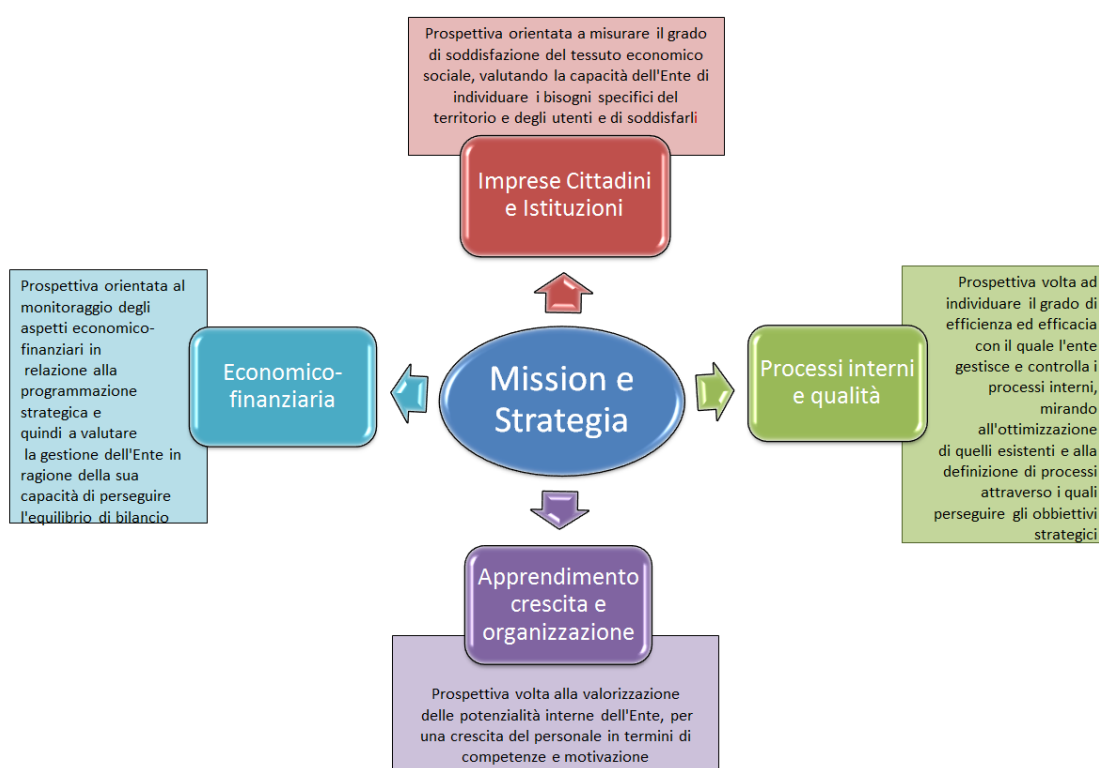 Prospettiva orientata a misurare il grado
di soddisfazione del tessuto economico
sociale, valutando la capacità dell'Ente di
individuare i bisogni specifici del
territorio e degli utenti e di soddisfarli
Imprese Cittadini
e Istituzioni
Prospettiva orientata al
monitoraggio degli
aspetti economico-
finanziari in
relazione alla
programmazione
strategica e
quindi a valutare
la gestione dell'Ente in
ragione della sua
capacità di perseguire
l'equilibrio di bilancio
Economico-
finanziaria
Mission e
Strategia
Processi interni
e qualità
Prospettiva volta ad
individuare il grado di
efficienza ed efficacia
con il quale l'ente
gestisce e controlla i
processi interni,
mirando
all'ottimizzazione
di quelli esistenti e alla
definizione di processi
attraverso i quali
perseguire gli obbiettivi
strategici
Apprendimento
crescita e
organizzazione
Prospettiva volta alla valorizzazione
delle potenzialità interne dell'Ente, per
una crescita del personale in termini di
competenze e motivazione